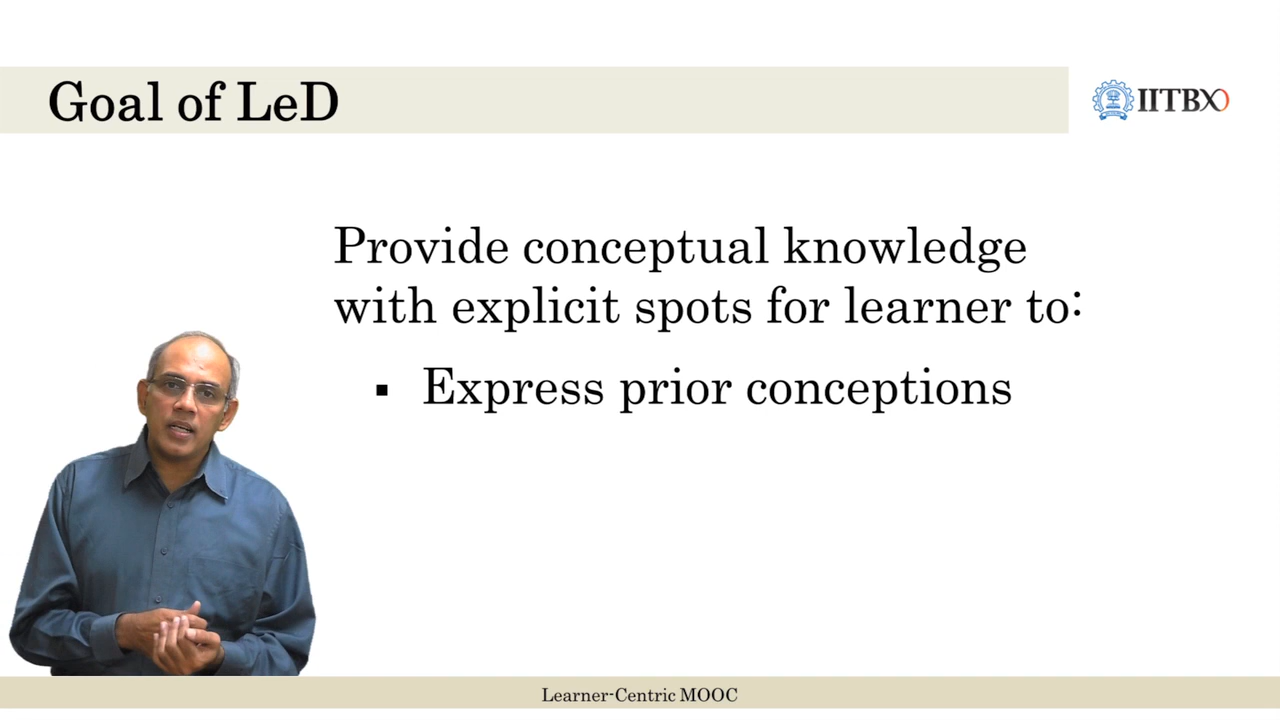 Goal of LeD
IITBX
Provide conceptual knowledge
with explicit spots for learner to:
▪ Express prior conceptions
Learner-Centric MOOC